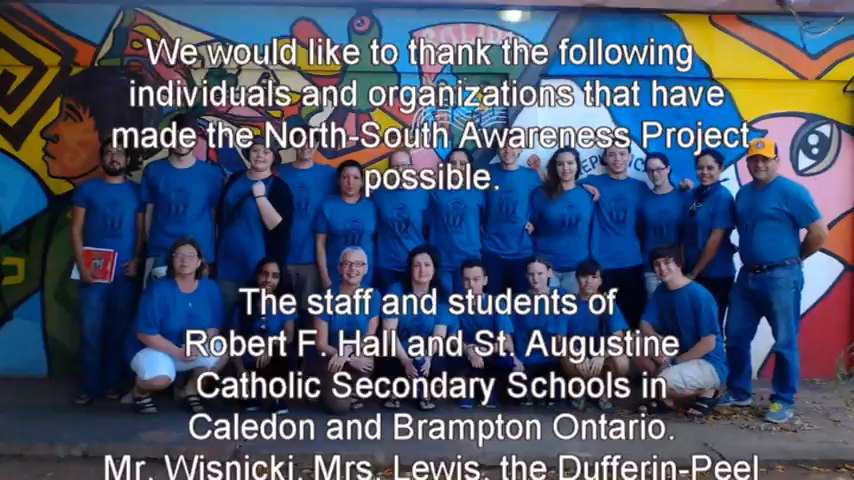 We would like to thank the following
individuals and organizations that have
made the North-South Awareness Project
possible.
The staff and students of
Robert F. Hall and St. Augustine
Catholic Secondary Schools in
Caledon and Brampton Ontario.
Mr. Wisnicki, Mrs. Lewis, the Dufferin-Peel